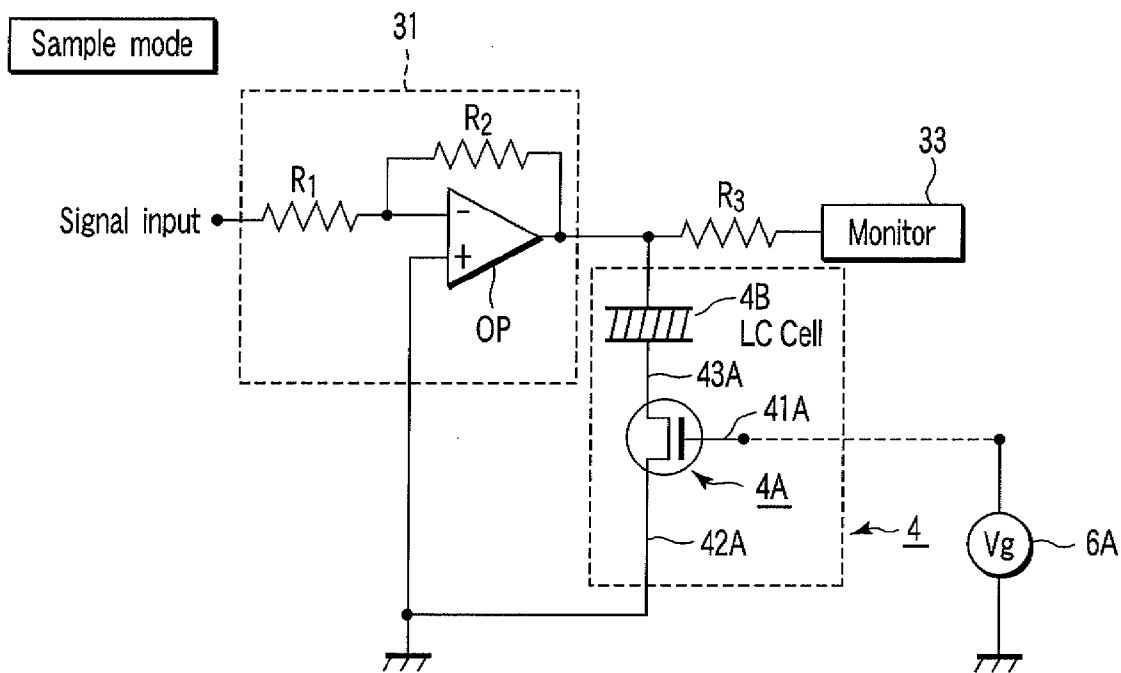 Sample mode
31
R2
R1
33
R3
Signal input
Monitor
−
+
OP
4B
LC Cell
43A
41A
4A
42A
4
Vg
6A